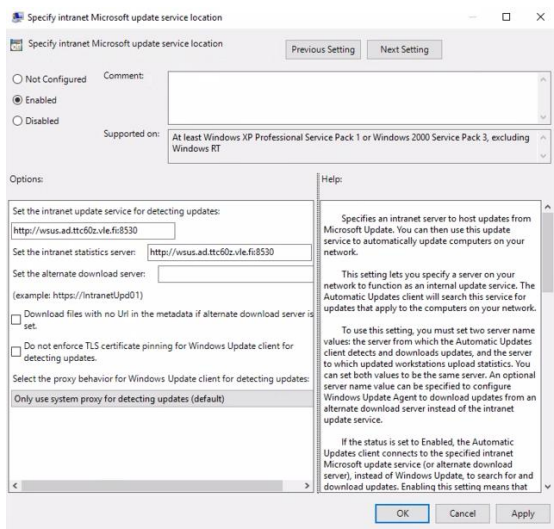 Specify intranet Microsoft update service location
Specify intranet Microsoft update service location
Previous Setting
Next Setting
Not Configured
Comment:
Enabled
Disabled
Supported on:
At least Windows XP Professional Service Pack 1 or Windows 2000 Service Pack 3, excluding
Windows RT
Options:
Help:
Set the intranet update service for detecting updates:
http://wsus.ad.ttc60z.vle.fi:8530
Set the intranet statistics server:
http://wsus.ad.ttc60z.vle.fi:8530
Set the alternate download server:
(example: https://IntranetUpd01)
Download files with no Url in the metadata if alternate download server is
set.
Do not enforce TLS certificate pinning for Windows Update client for
detecting updates.
Select the proxy behavior for Windows Update client for detecting updates:
Only use system proxy for detecting updates (default)
Specifies an intranet server to host updates from
Microsoft Update. You can then use this update
service to automatically update computers on your
network.
This setting lets you specify a server on your
network to function as an internal update service. The
Automatic Updates client will search this service for
updates that apply to the computers on your network.
To use this setting, you must set two server name
values: the server from which the Automatic Updates
client detects and downloads updates, and the server
to which updated workstations upload statistics. You
can set both values to be the same server. An optional
server name value can be specified to configure
Windows Update Agent to download updates from an
alternate download server instead of the intranet
update service.
If the status is set to Enabled, the Automatic
Updates client connects to the specified intranet
Microsoft update service (or alternate download
server), instead of Windows Update, to search for and
download updates. Enabling this setting means that
OK
Cancel
Apply